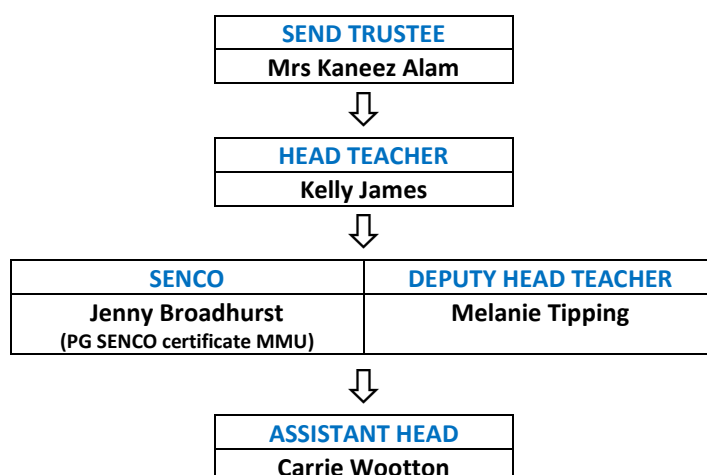 SEND TRUSTEE
Mrs Kaneez Alam
HEAD TEACHER
Kelly James
SENCO
DEPUTY HEAD TEACHER
Jenny Broadhurst
(PG SENCO certificate MMU)
Melanie Tipping
ASSISTANT HEAD
Carrie Wootton